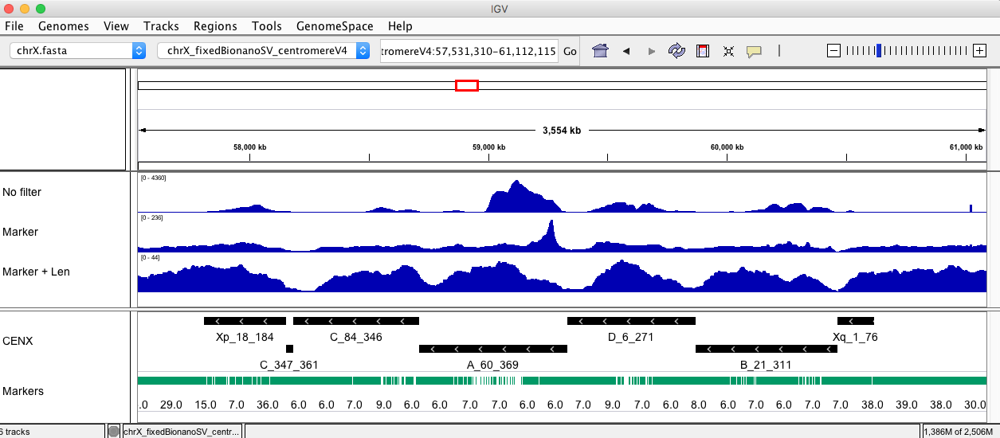 IGV
File Genomes View Tracks Regions Tools GenomeSpace Help
chrX.fasta chrX_fixedBionanoSV_centromereV4 tromereV4:57,531,310-61,112,115 Go
3,554 kb
58,000 kb 59,000 kb 60,000 kb 61,000 kb
[0 - 4360]
No filter
[0 - 236]
Marker
[0 - 44]
Marker + Len
Xp_18_184 C_84_346 D_6_271 Xq_1_76
CENX
C_347_361 A_60_369 B_21_311
Markers
.0 29.0 15.0 7.0 36.0 6.0 6.0 7.0 9.0 6.0 7.0 7.0 6.0 6.0 7.0 9.0 7.0 6.0 8.0 6.0 7.0 6.0 7.0 7.0 38.0 39.0 38.0 30.0
6 tracks chrX_fixedBionanoSV_centr... 1,386M of 2,506M